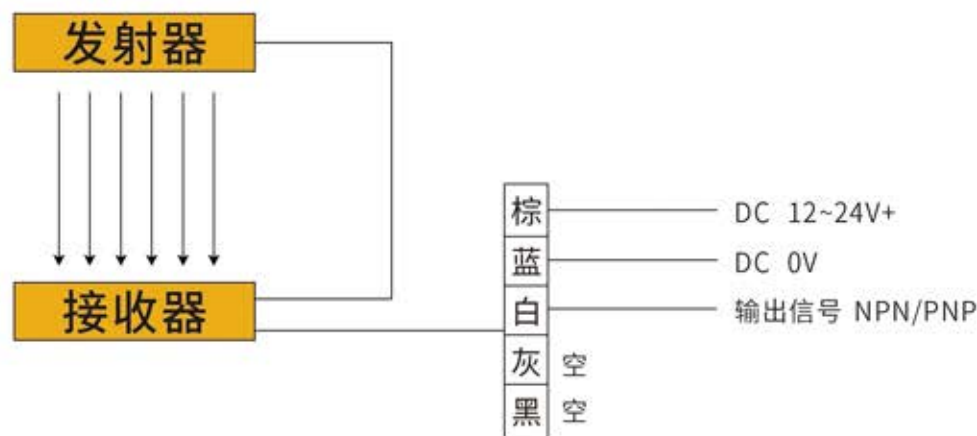 发射器
接收器
棕 DC 12~24V+
蓝 DC 0V
白 输出信号 NPN/PNP
灰 空
黑 空